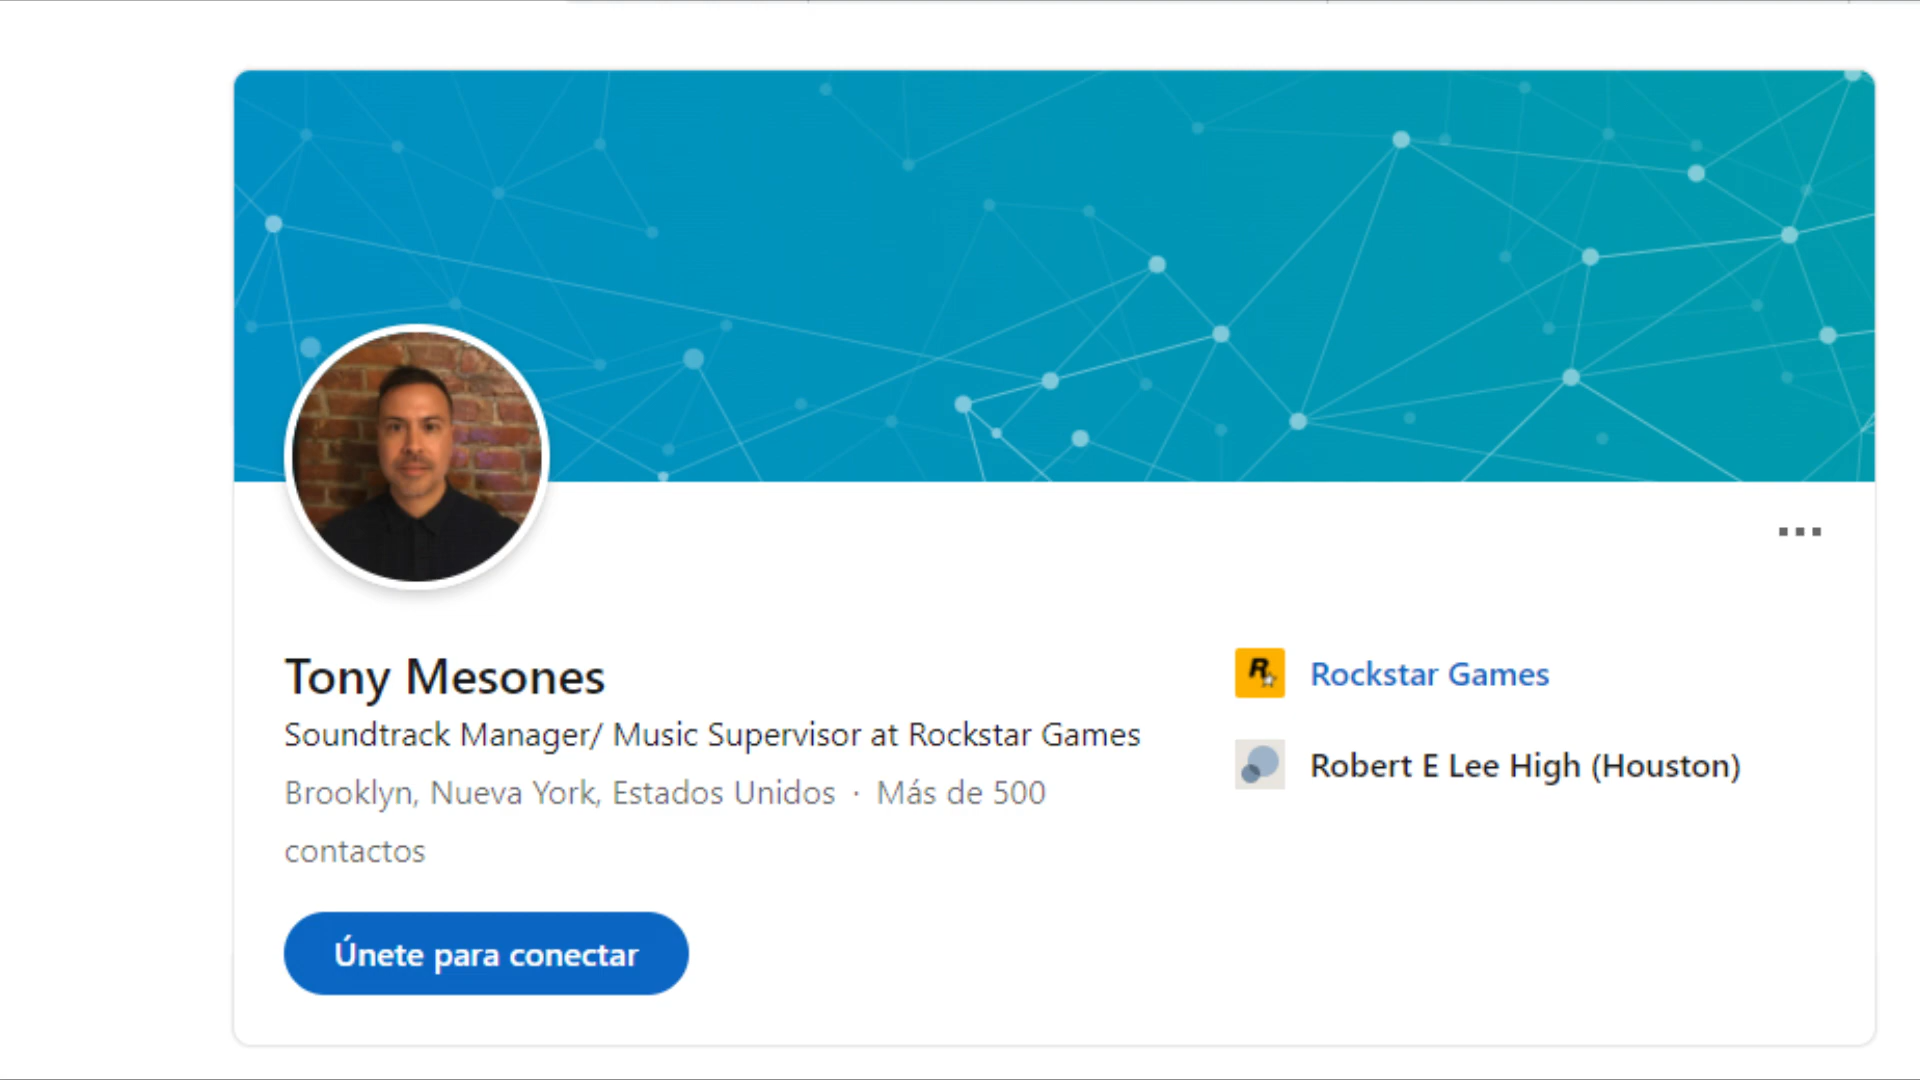 Tony Mesones
Soundtrack Manager/ Music Supervisor at Rockstar Games
Brooklyn, Nueva York, Estados Unidos · Más de 500
contactos
Únete para conectar
R
Rockstar Games
Robert E Lee High (Houston)